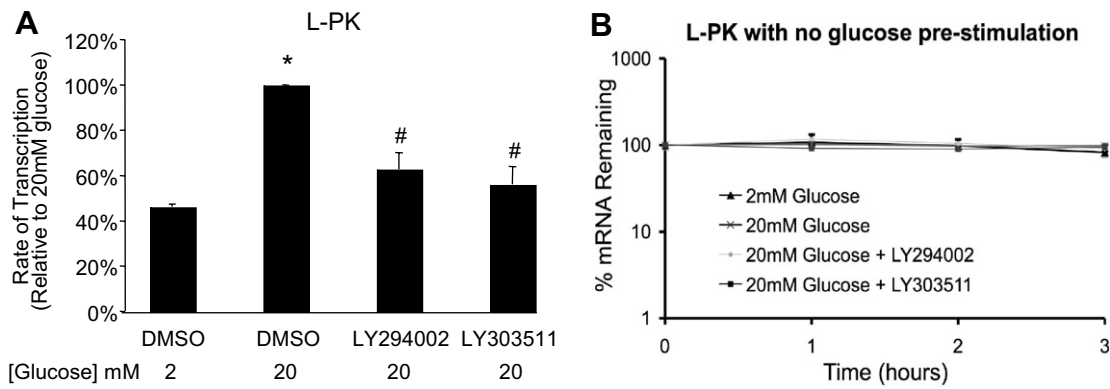 A
L-PK
Rate of Transcription
(Relative to 20mM glucose)
120%
100%
80%
60%
40%
20%
0%
*
#
#
DMSO DMSO LY294002 LY303511
[Glucose] mM 2 20 20 20
B
L-PK with no glucose pre-stimulation
% mRNA Remaining
1000
100
10
1
2mM Glucose
20mM Glucose
20mM Glucose + LY294002
20mM Glucose + LY303511
0 1 2 3
Time (hours)